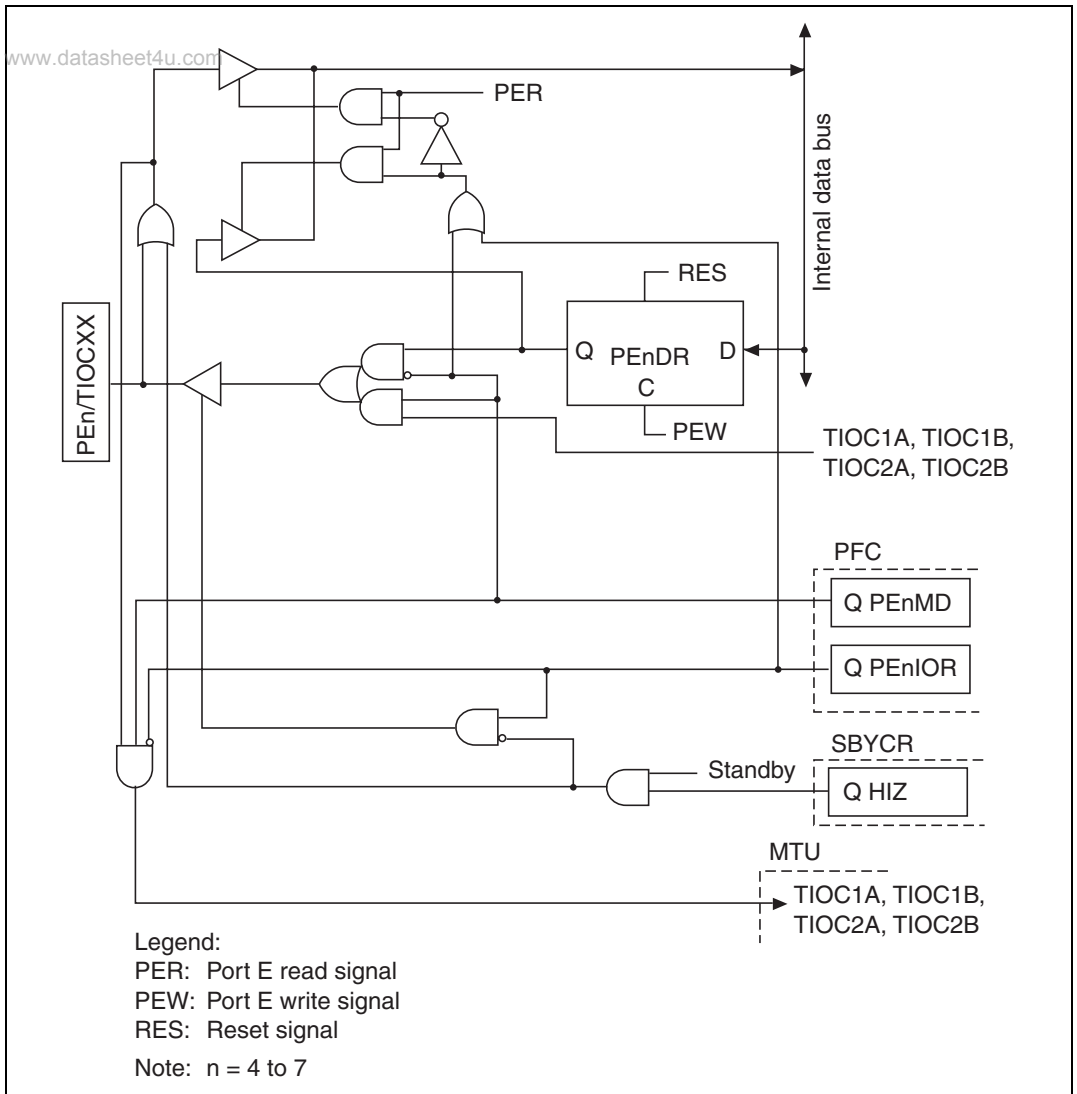 www.datasheet4u.com
PER
Internal data bus
RES
Q PEnDR D
C
PEW
PEn/TIOCXX
TIOC1A, TIOC1B,
TIOC2A, TIOC2B
PFC
Q PEnMD
Q PEnIOR
SBYCR
Standby
Q HIZ
MTU
TIOC1A, TIOC1B,
TIOC2A, TIOC2B
Legend:
PER: Port E read signal
PEW: Port E write signal
RES: Reset signal
Note: n = 4 to 7